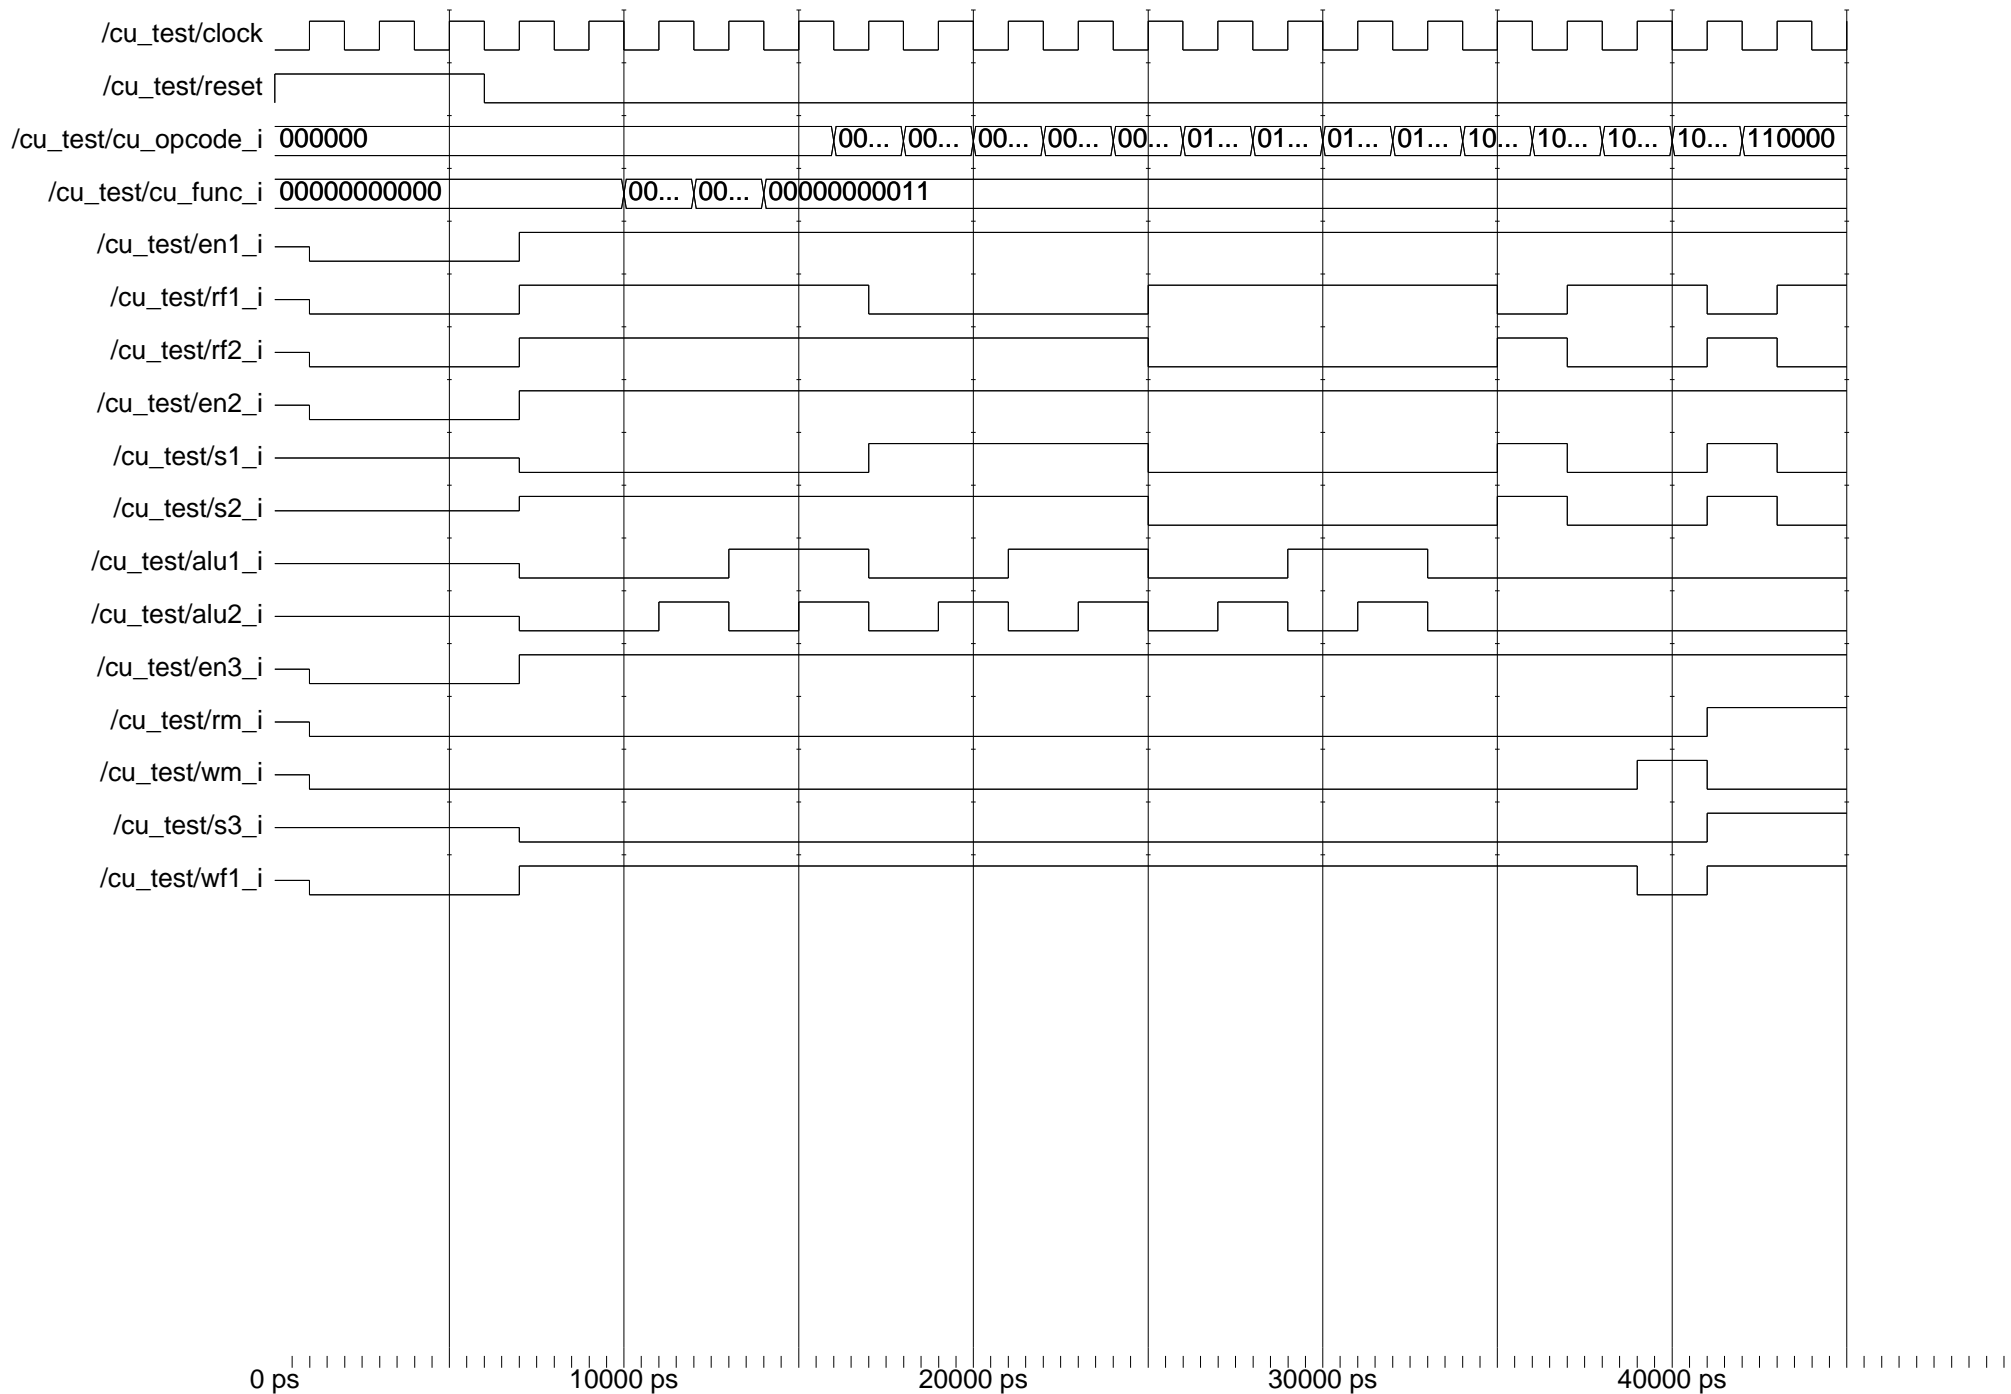 /cu_test/clock
/cu_test/reset
/cu_test/cu_opcode_i 000000 00... 00... 00... 00... 00... 01... 01... 01... 01... 10... 10... 10... 10... 110000
/cu_test/cu_func_i 00000000000 00... 00... 00000000011
/cu_test/en1_i
/cu_test/rf1_i
/cu_test/rf2_i
/cu_test/en2_i
/cu_test/s1_i
/cu_test/s2_i
/cu_test/alu1_i
/cu_test/alu2_i
/cu_test/en3_i
/cu_test/rm_i
/cu_test/wm_i
/cu_test/s3_i
/cu_test/wf1_i
0 ps 10000 ps 20000 ps 30000 ps 40000 ps